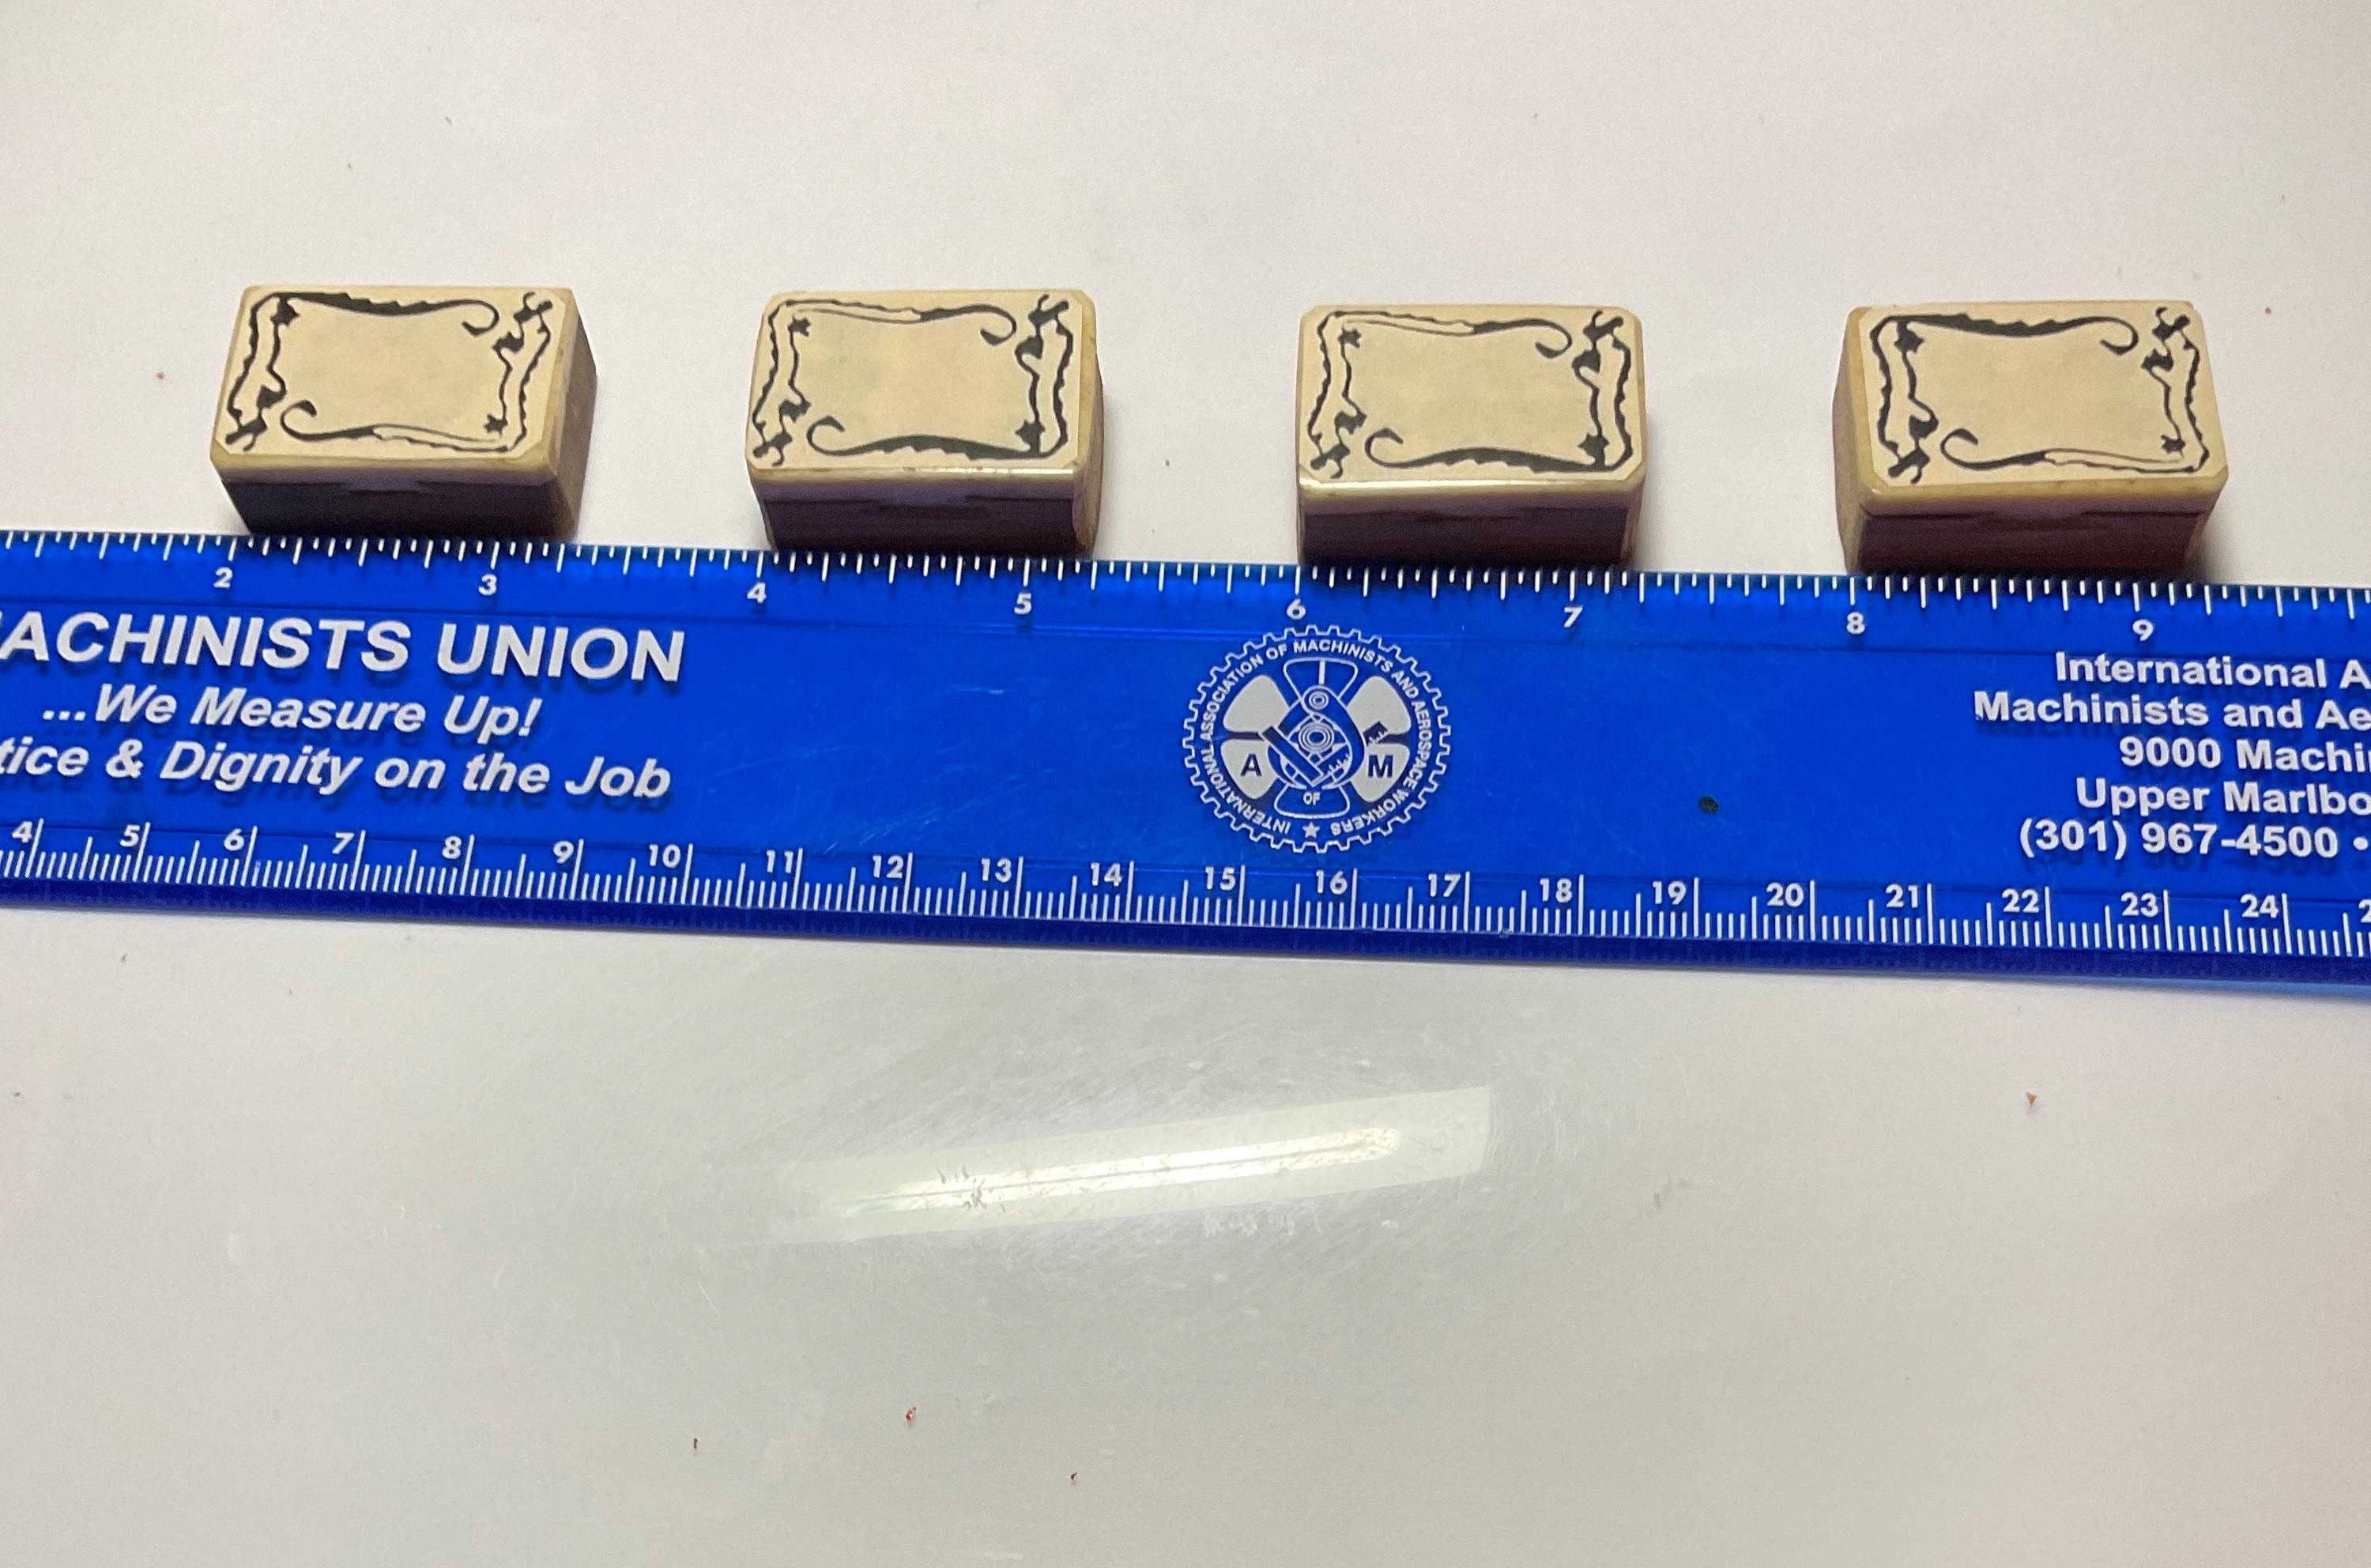 2 3 4 5 6 7 8 9
ACHINISTS UNION
...We Measure Up!
tice & Dignity on the Job
INTERNATIONAL ASSOCIATION OF MACHINISTS AND AEROSPACE WORKERS
A M
OF
International A
Machinists and Ae
9000 Machi
Upper Marlbo
(301) 967-4500 •
4 5 6 7 8 9 10 11 12 13 14 15 16 17 18 19 20 21 22 23 24 2